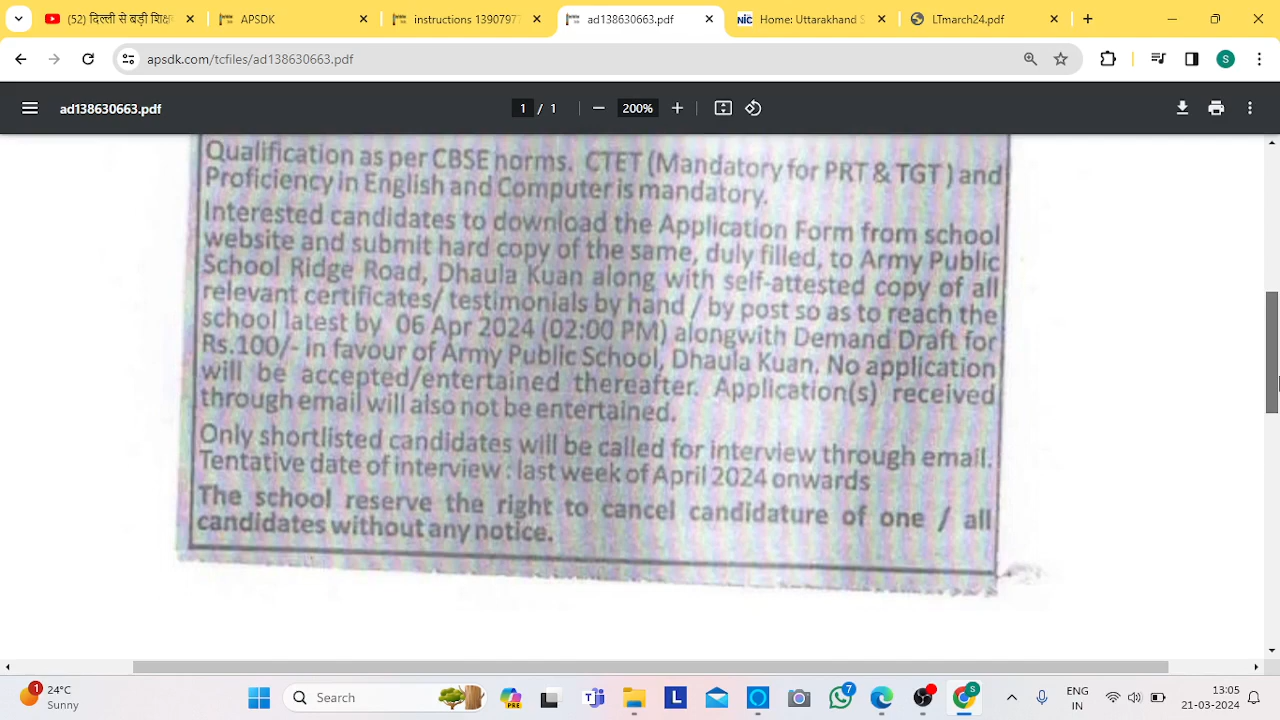 (52) दिल्ली से बड़ी शि
APSDK
instructions 13907977
ad138630663.pdf
Home: Uttarakhand S
LTmarch24.pdf
apsdk.com/tcfiles/ad138630663.pdf
S
ad138630663.pdf
1 / 1
200%
Qualification as per CBSE norms. CTET (Mandatory for PRT & TGT ) and
Proficiency in English and Computer is mandatory.
Interested candidates to download the Application Form from school
website and submit hard copy of the same, duly filled, to Army Public
School Ridge Road, Dhaula Kuan along with self-attested copy of all
relevant certificates/ testimonials by hand / by post so as to reach the
school latest by 06 Apr 2024 (02:00 PM) alongwith Demand Draft for
Rs.100/- in favour of Army Public School, Dhaula Kuan. No application
will be accepted/entertained thereafter. Application(s) received
through email will also not be entertained.
Only shortlisted candidates will be called for interview through email.
Tentative date of interview : last week of April 2024 onwards
The school reserve the right to cancel candidature of one / all
candidates without any notice.
1
24°C
Sunny
Search
PRE
L
7
S
ENG
IN
13:05
21-03-2024